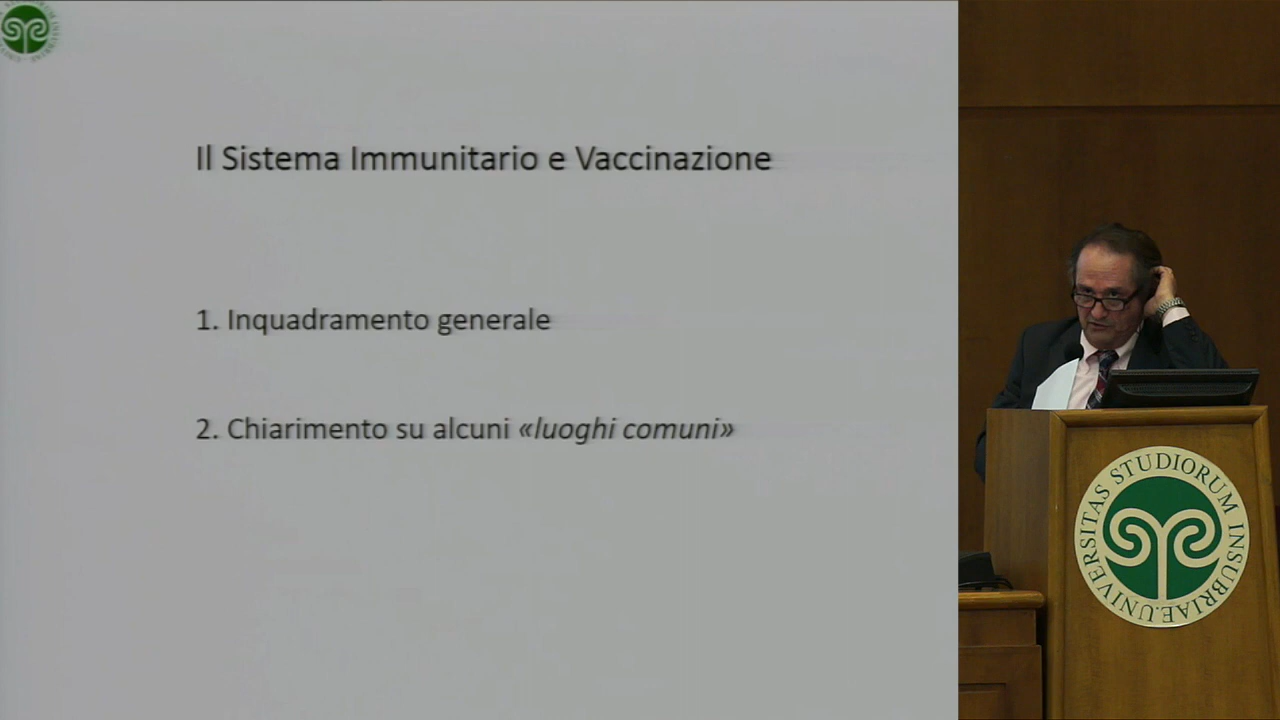 Il Sistema Immunitario e Vaccinazione
1. Inquadramento generale
2. Chiarimento su alcuni «luoghi comuni»
UNIVERSITAS STUDIORUM INSUBRIAE